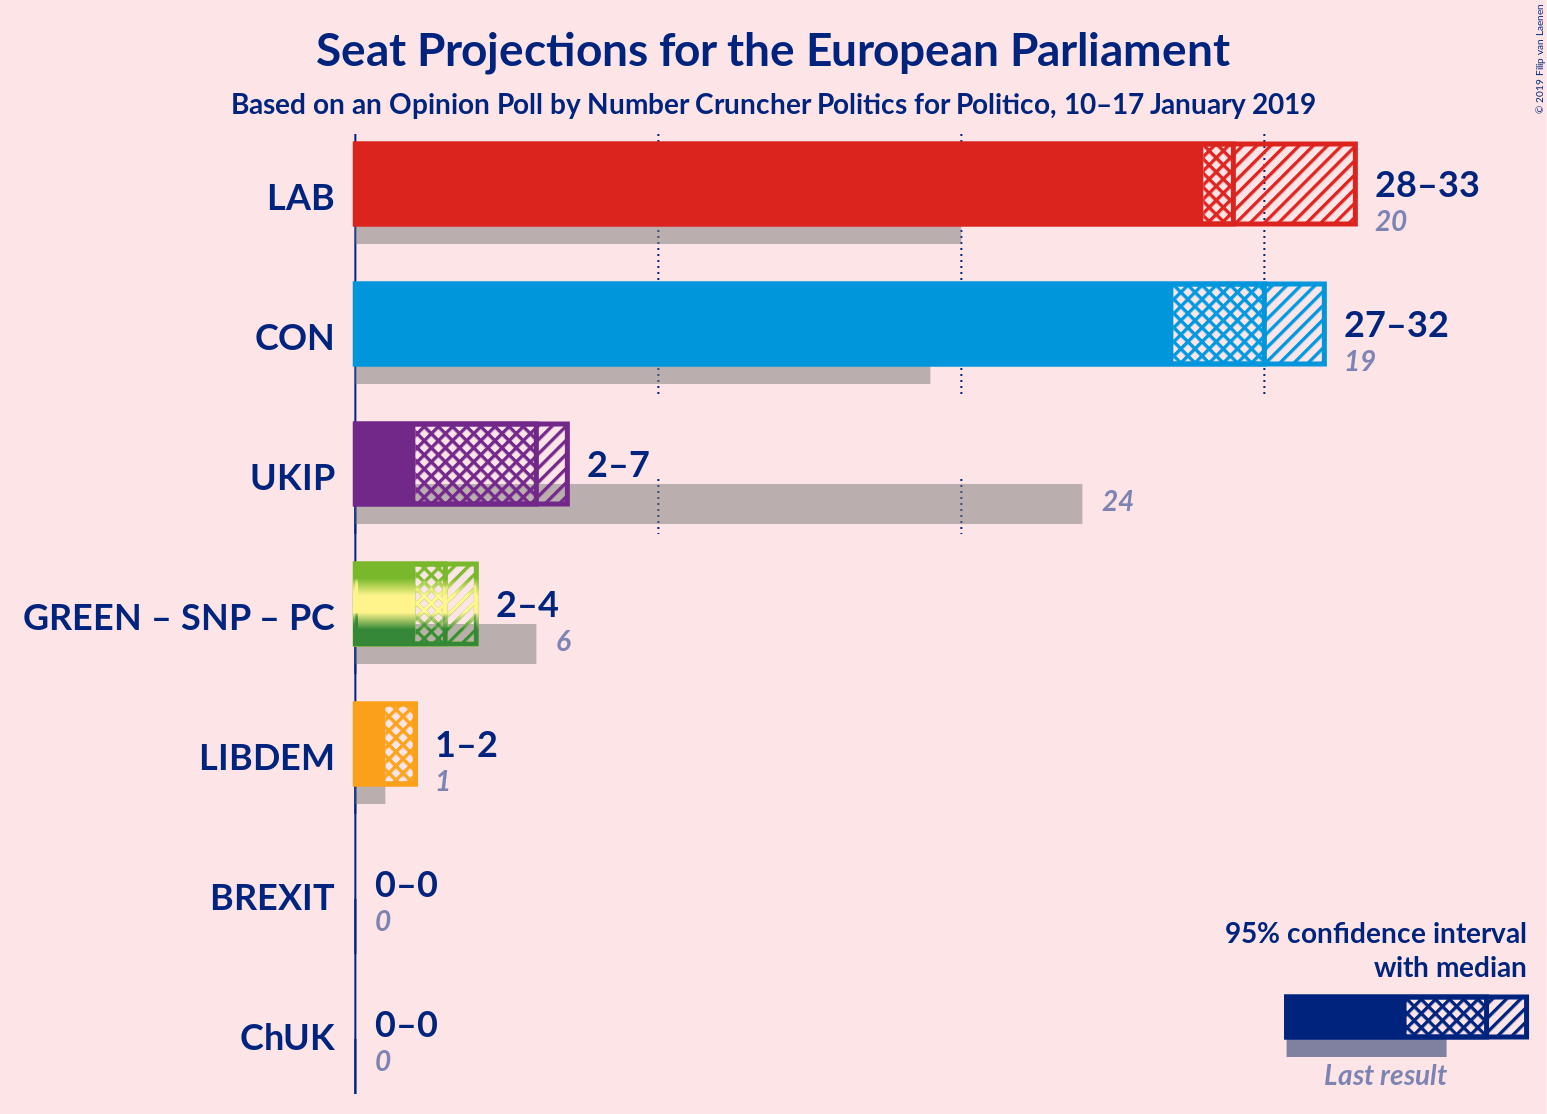 Seat Projections for the European Parliament
Based on an Opinion Poll by Number Cruncher Politics for Politico, 10–17 January 2019
© 2019 Filip van Laenen
LAB
28–33
20
CON
27–32
19
UKIP
2–7
24
GREEN – SNP – PC
2–4
6
LIBDEM
1–2
1
BREXIT
0–0
0
ChUK
0–0
0
95% confidence interval
with median
Last result